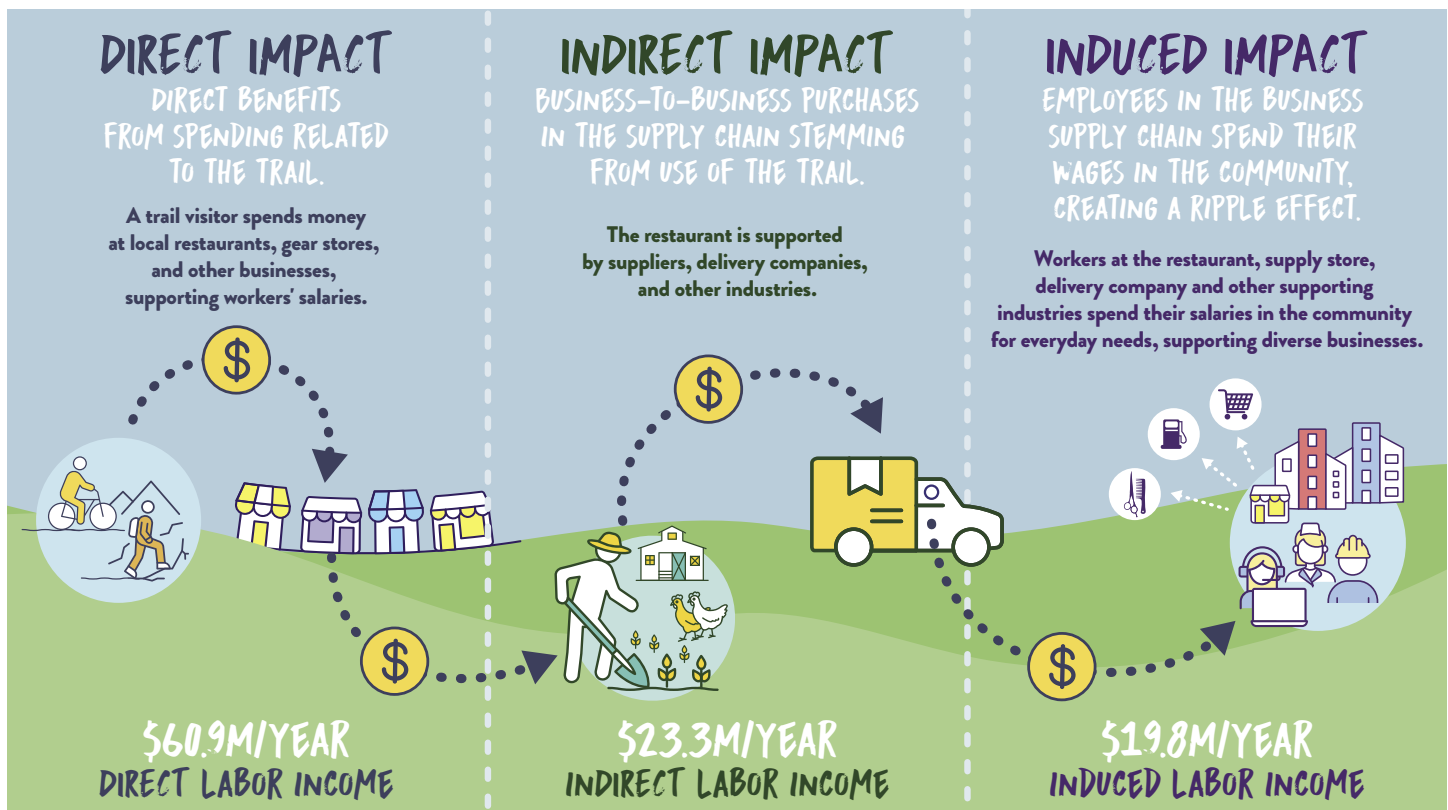 DIRECT IMPACT
DIRECT BENEFITS
FROM SPENDING RELATED
TO THE TRAIL.
A trail visitor spends money
at local restaurants, gear stores,
and other businesses,
supporting workers' salaries.
$
$
$60.9M/YEAR
DIRECT LABOR INCOME
INDIRECT IMPACT
BUSINESS-TO-BUSINESS PURCHASES
IN THE SUPPLY CHAIN STEMMING
FROM USE OF THE TRAIL.
The restaurant is supported
by suppliers, delivery companies,
and other industries.
$
$23.3M/YEAR
INDIRECT LABOR INCOME
INDUCED IMPACT
EMPLOYEES IN THE BUSINESS
SUPPLY CHAIN SPEND THEIR
WAGES IN THE COMMUNITY,
CREATING A RIPPLE EFFECT.
Workers at the restaurant, supply store,
delivery company and other supporting
industries spend their salaries in the community
for everyday needs, supporting diverse businesses.
$
$19.8M/YEAR
INDUCED LABOR INCOME